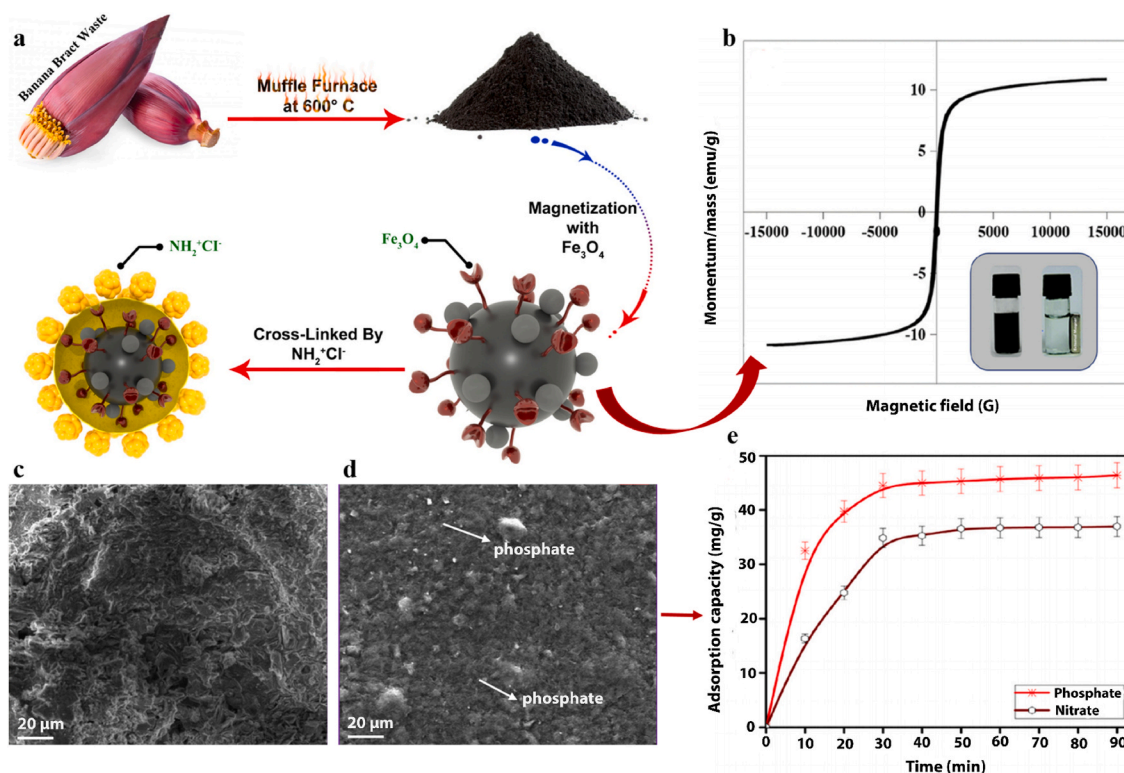 a
Banana Bract Waste
Muffle Furnace
at 600° C
Magnetization
with
Fe₃O₄
Fe₃O₄
NH₂⁺Cl⁻
Cross-Linked By
NH₂⁺Cl⁻
b
Momentum/mass (emu/g)
10
5
0
-5
-10
-15000
-10000
-5000
0
5000
10000
15000
Magnetic field (G)
c
20 µm
d
phosphate
phosphate
20 µm
e
Adsorption capacity (mg/g)
50
40
30
20
10
0
0 10 20 30 40 50 60 70 80 90
Phosphate
Nitrate
Time (min)